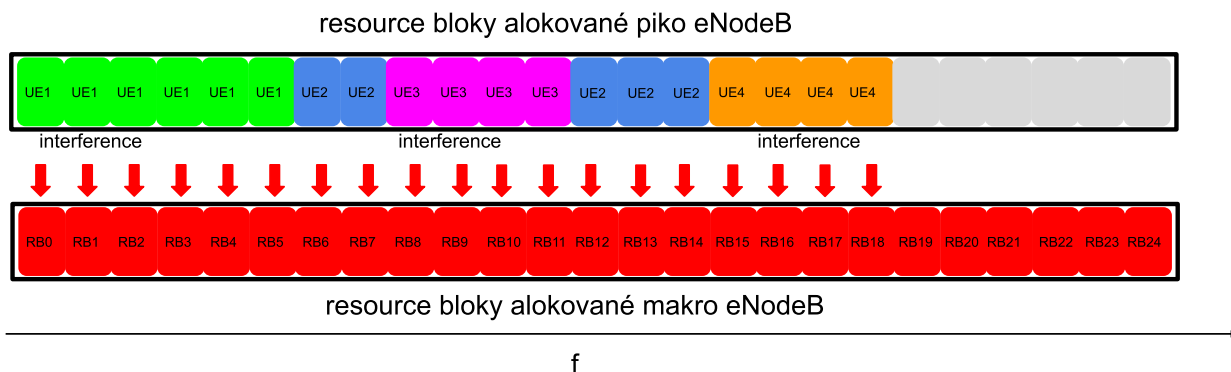 resource bloky alokované piko eNodeB
UE1 UE1 UE1 UE1 UE1 UE1 UE2 UE2 UE3 UE3 UE3 UE3 UE2 UE2 UE2 UE4 UE4 UE4 UE4
interference interference interference
RB0 RB1 RB2 RB3 RB4 RB5 RB6 RB7 RB8 RB9 RB10 RB11 RB12 RB13 RB14 RB15 RB16 RB17 RB18 RB19 RB20 RB21 RB22 RB23 RB24
resource bloky alokované makro eNodeB
f